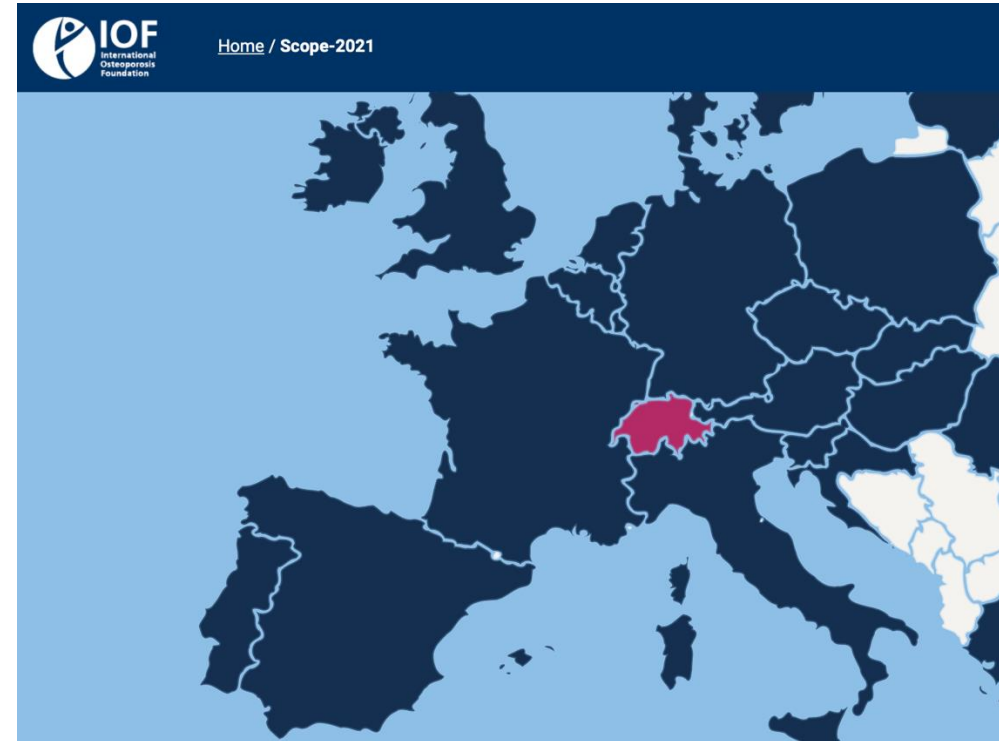 IOF
International
Osteoporosis
Foundation
Home / Scope-2021